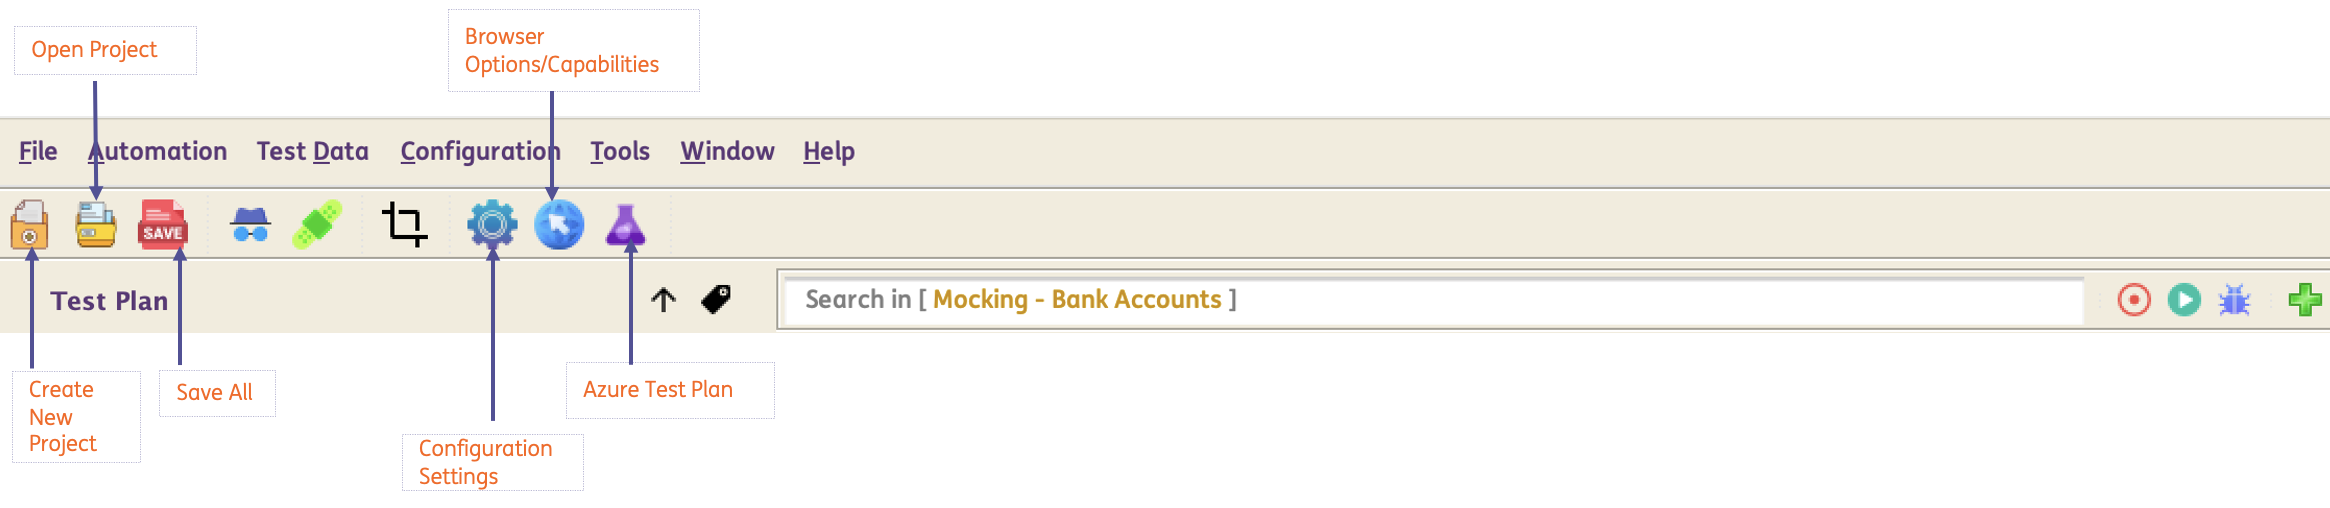 Open Project
Browser
Options/Capabilities
File Automation Test Data Configuration Tools Window Help
SAVE
Test Plan
Search in [ Mocking - Bank Accounts ]
Create
New
Project
Save All
Azure Test Plan
Configuration
Settings